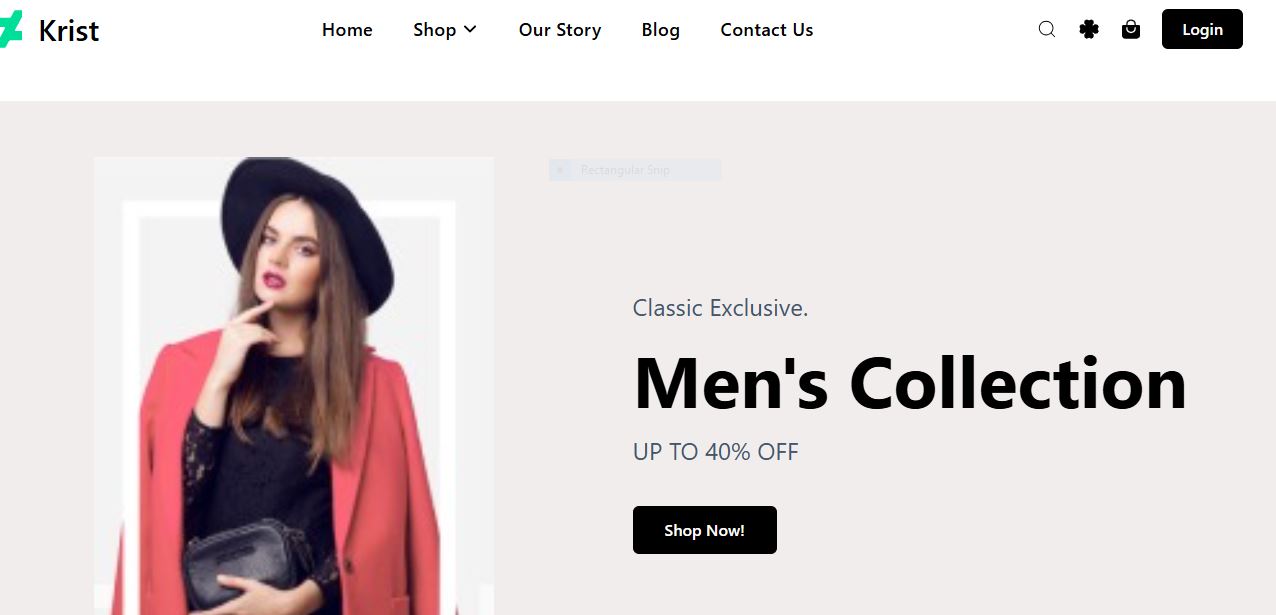 Krist
Home Shop Our Story Blog Contact Us Login
Rectangular Snip
Classic Exclusive.
Men's Collection
UP TO 40% OFF
Shop Now!